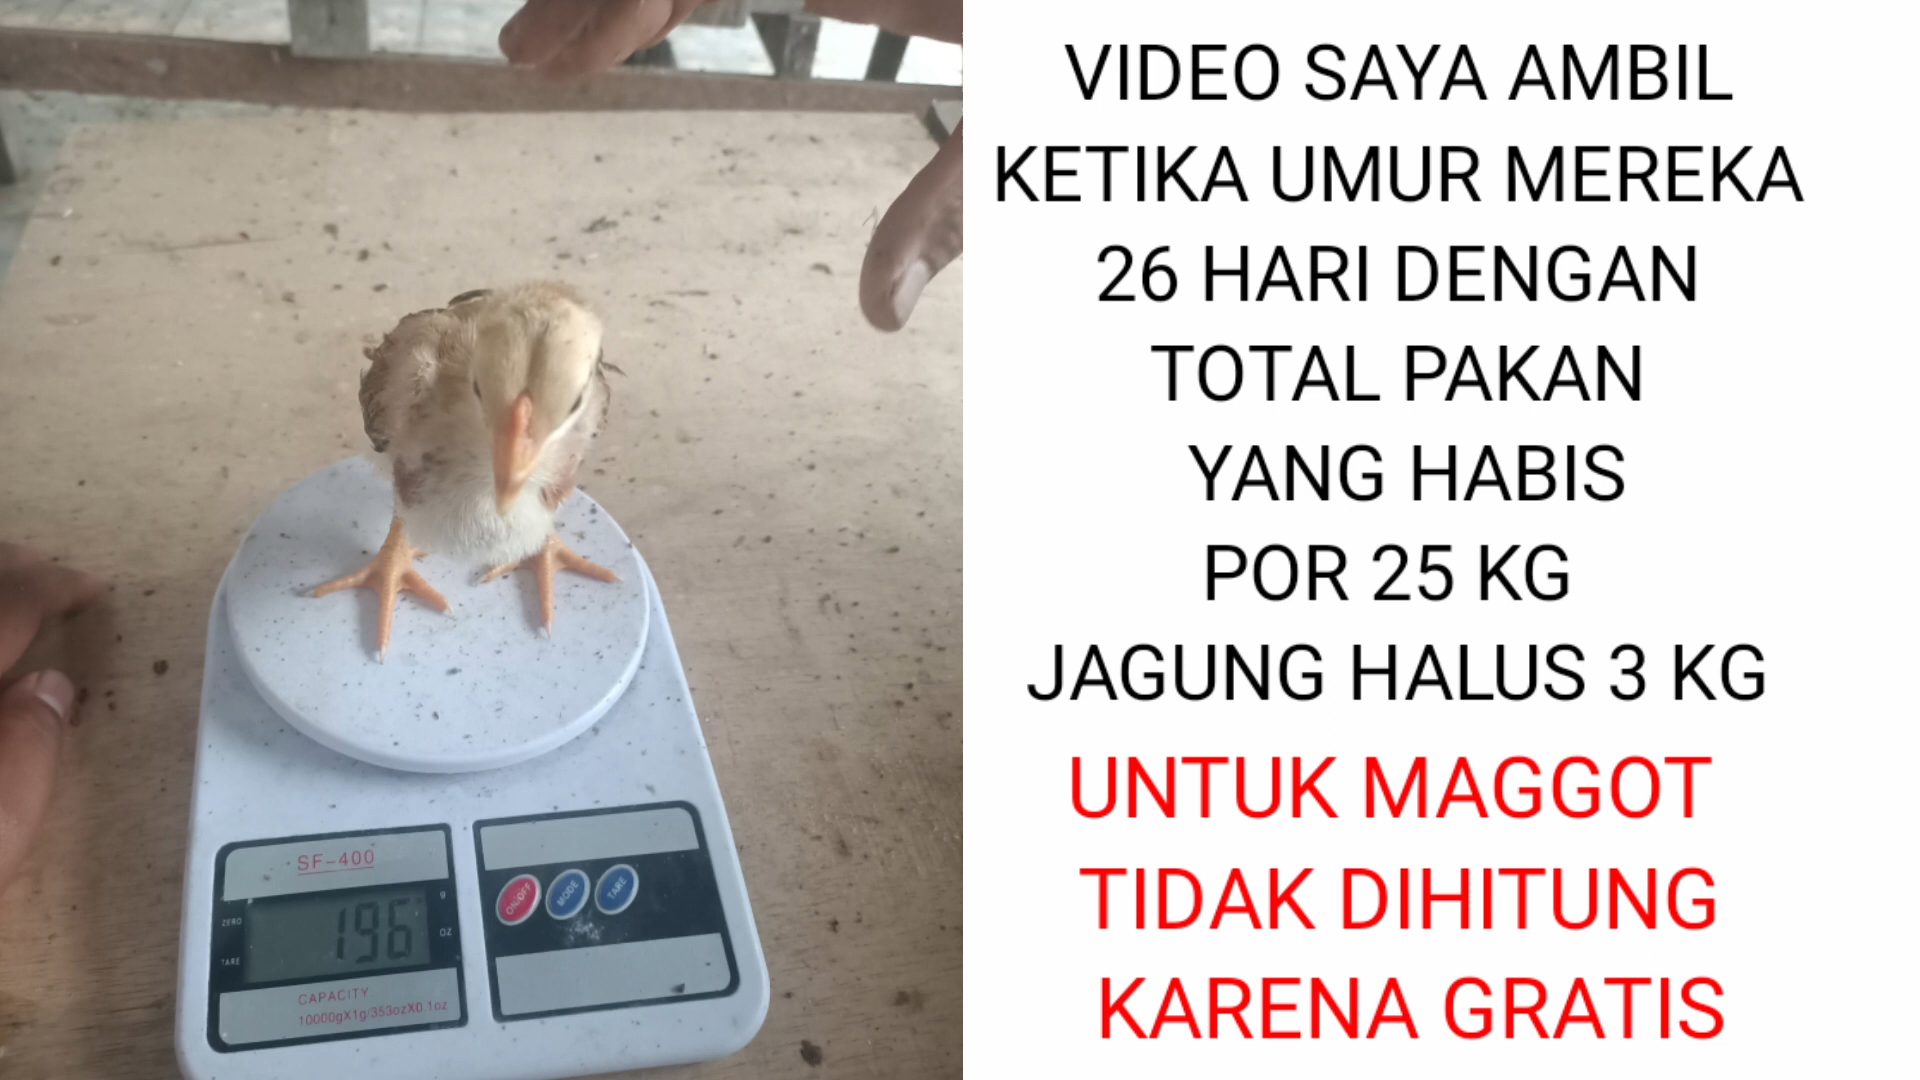 VIDEO SAYA AMBIL
KETIKA UMUR MEREKA
26 HARI DENGAN
TOTAL PAKAN
YANG HABIS
POR 25 KG
JAGUNG HALUS 3 KG
UNTUK MAGGOT
TIDAK DIHITUNG
KARENA GRATIS
SF-400
ZERO
TARE
196
g
OZ
CAPACITY
10000gX1g/353ozX0.1oz
ON/OFF
MODE
TARE